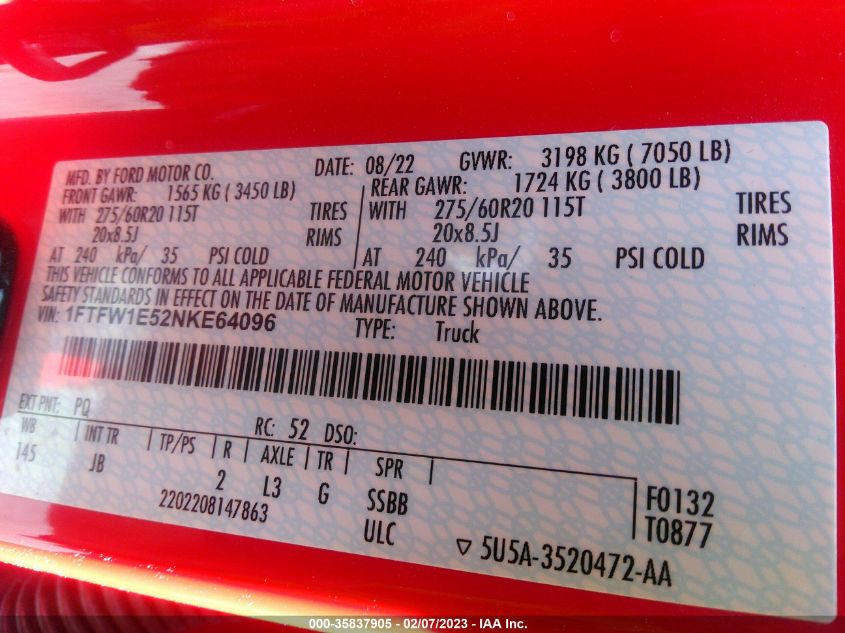 MFD. BY FORD MOTOR CO. DATE: 08/22 GVWR: 3198 KG ( 7050 LB)
FRONT GAWR: 1565 KG ( 3450 LB) REAR GAWR: 1724 KG ( 3800 LB)
WITH 275/60R20 115T TIRES WITH 275/60R20 115T TIRES
20x8.5J RIMS 20x8.5J RIMS
AT 240 kPa/ 35 PSI COLD AT 240 kPa/ 35 PSI COLD
THIS VEHICLE CONFORMS TO ALL APPLICABLE FEDERAL MOTOR VEHICLE
SAFETY STANDARDS IN EFFECT ON THE DATE OF MANUFACTURE SHOWN ABOVE.
VIN: 1FTFW1E52NKE64096 TYPE: Truck
EXT PNT: PQ RC: 52 DSO:
WB INT TR TP/PS R AXLE TR SPR
145 JB 2 L3 G SSBB F0132
2202208147863 ULC T0877
5U5A-3520472-AA
000-35837905 - 02/07/2023 - IAA Inc.